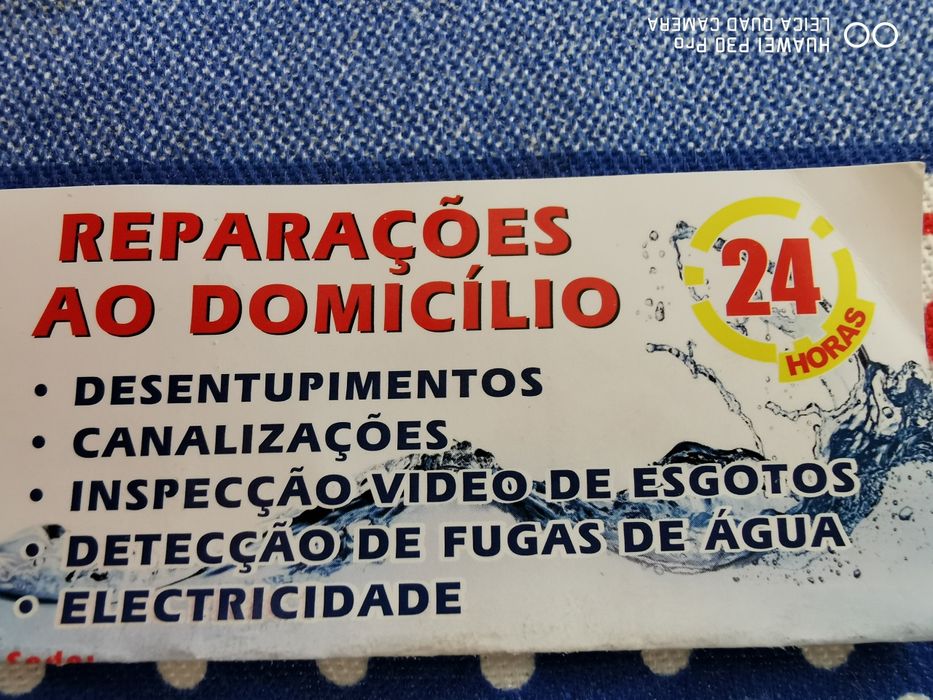 HUAWEI P30 Pro
LEICA QUAD CAMERA
REPARAÇÕES
AO DOMICÍLIO
24
HORAS
• DESENTUPIMENTOS
• CANALIZAÇÕES
• INSPECÇÃO VIDEO DE ESGOTOS
• DETECÇÃO DE FUGAS DE ÁGUA
• ELECTRICIDADE